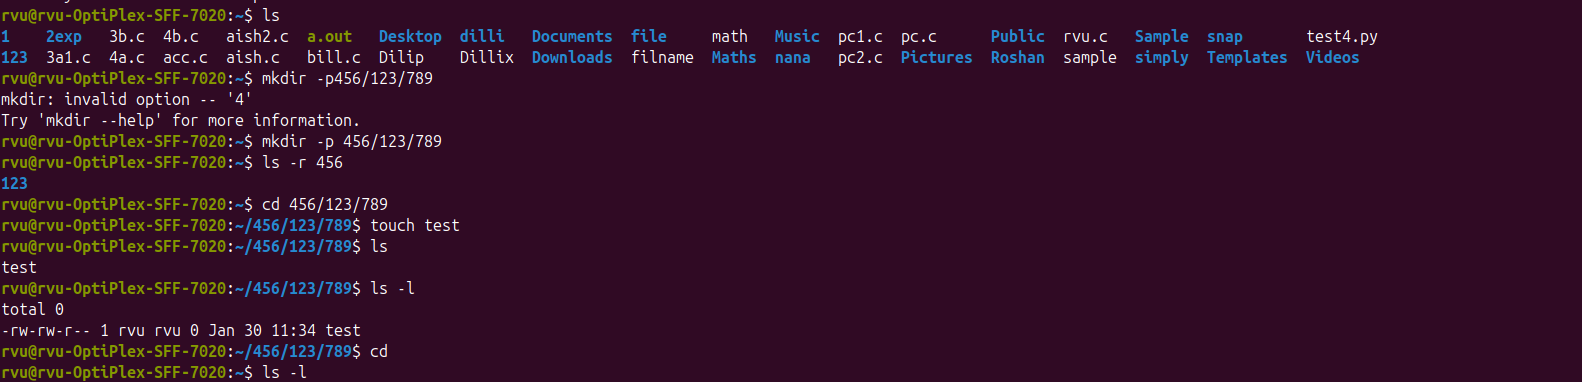 rvu@rvu-OptiPlex-SFF-7020:~$ ls
1    2exp  3b.c  4b.c   aish2.c  a.out   Desktop  dilli   Documents  file     math   Music  pc1.c  pc.c      Public  rvu.c   Sample  snap       test4.py
123  3a1.c  4a.c  acc.c  aish.c   bill.c  Dilip    Dillix  Downloads  filname  Maths  nana   pc2.c  Pictures  Roshan  sample  simply  Templates  Videos
rvu@rvu-OptiPlex-SFF-7020:~$ mkdir -p456/123/789
mkdir: invalid option -- '4'
Try 'mkdir --help' for more information.
rvu@rvu-OptiPlex-SFF-7020:~$ mkdir -p 456/123/789
rvu@rvu-OptiPlex-SFF-7020:~$ ls -r 456
123
rvu@rvu-OptiPlex-SFF-7020:~$ cd 456/123/789
rvu@rvu-OptiPlex-SFF-7020:~/456/123/789$ touch test
rvu@rvu-OptiPlex-SFF-7020:~/456/123/789$ ls
test
rvu@rvu-OptiPlex-SFF-7020:~/456/123/789$ ls -l
total 0
-rw-rw-r-- 1 rvu rvu 0 Jan 30 11:34 test
rvu@rvu-OptiPlex-SFF-7020:~/456/123/789$ cd
rvu@rvu-OptiPlex-SFF-7020:~$ ls -l